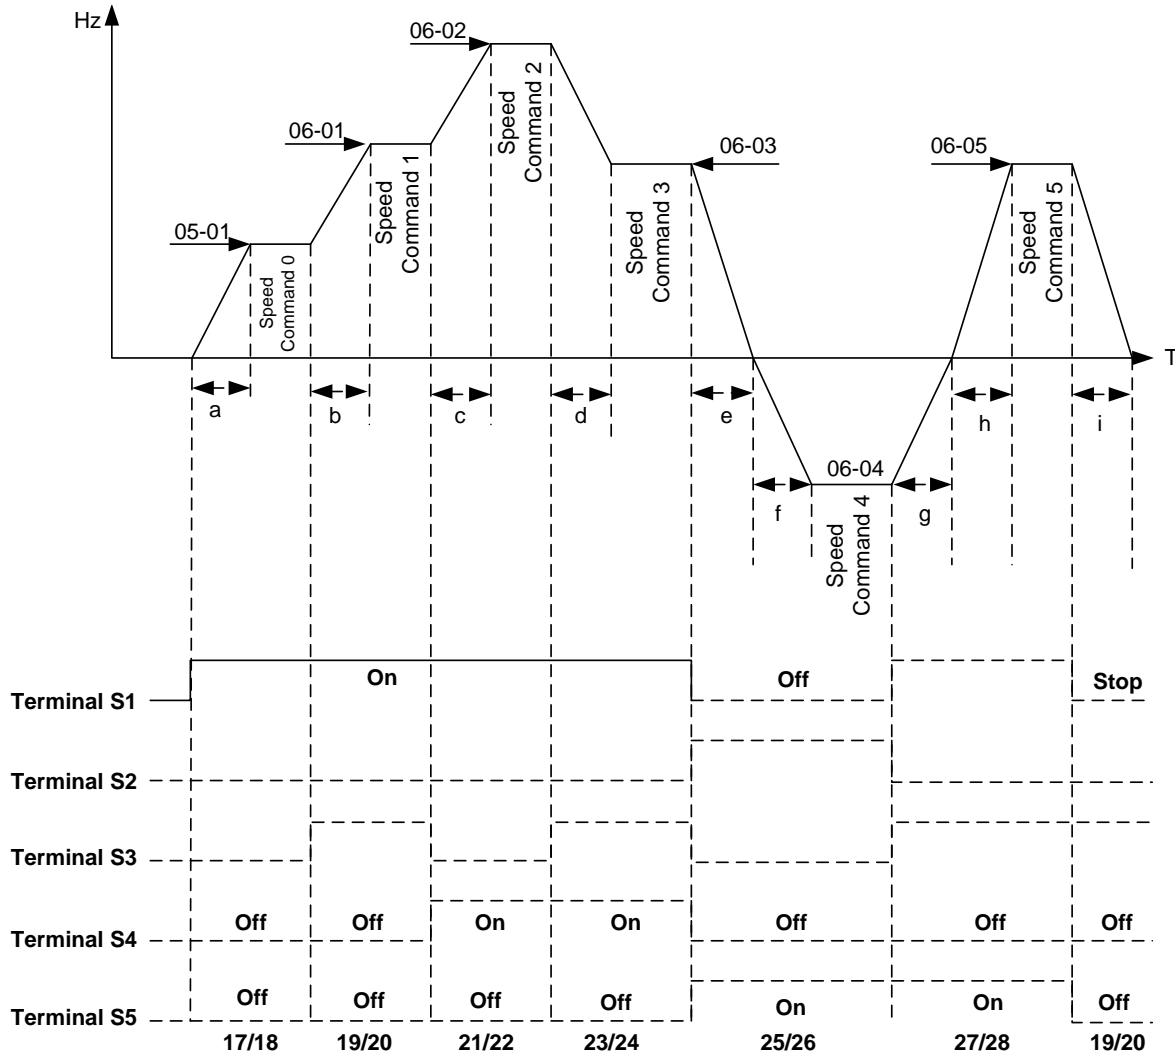 Hz
06-02
06-01
06-03
06-05
05-01
Speed
Command 0
Speed
Command 1
Speed
Command 2
Speed
Command 3
Speed
Command 5
T
a
b
c
d
e
h
i
06-04
f
g
Speed
Command 4
Terminal S1
On
Off
Stop
Terminal S2
Terminal S3
Terminal S4
Off
Off
On
On
Off
Off
Off
Terminal S5
Off
Off
Off
Off
On
On
Off
17/18
19/20
21/22
23/24
25/26
27/28
19/20